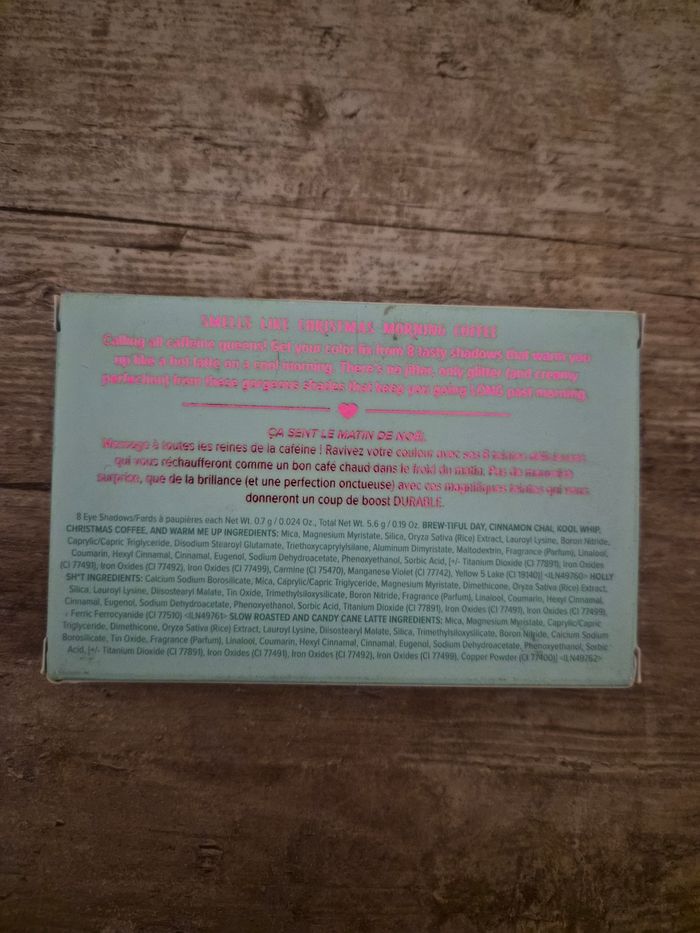 SMELLS LIKE CHRISTMAS MORNING COFFEE
Calling all caffeine queens! Get your color fix from 8 tasty shadows that warm you
up like a hot latte on a cool morning. There's no jitter, only glitter (and creamy
perfection) from these gorgeous shades that keep you going LONG past morning.
ÇA SENT LE MATIN DE NOËL
Message à toutes les reines de la caféine ! Ravivez votre couleur avec ces 8
qui vous réchaufferont comme un bon café chaud dans le froid du matin. Pas de mauvaise
surprise, que de la brillance (et une perfection onctueuse) avec ces magnifiques teintes qui vous
donneront un coup de boost DURABLE.
8 Eye Shadows/Fards à paupières each Net Wt. 0.7 g / 0.024 Oz., Total Net Wt. 5.6 g / 0.19 Oz. BREW-TIFUL DAY, CINNAMON CHAI, KOOL WHIP,
CHRISTMAS COFFEE, AND WARM ME UP INGREDIENTS: Mica, Magnesium Myristate, Silica, Oryza Sativa (Rice) Extract, Lauroyl Lysine, Boron Nitride,
Caprylic/Capric Triglyceride, Disodium Stearoyl Glutamate, Triethoxycaprylylsilane, Aluminum Dimyristate, Maltodextrin, Fragrance (Parfum), Linalool,
Coumarin, Hexyl Cinnamal, Cinnamal, Eugenol, Sodium Dehydroacetate, Phenoxyethanol, Sorbic Acid, [+/- Titanium Dioxide (CI 77891), Iron Oxides
(CI 77491), Iron Oxides (CI 77492), Iron Oxides (CI 77499), Carmine (CI 75470), Manganese Violet (CI 77742), Yellow 5 Lake (CI 19140)] <ILN49760> HOLLY
SH*T INGREDIENTS: Calcium Sodium Borosilicate, Mica, Caprylic/Capric Triglyceride, Magnesium Myristate, Dimethicone, Oryza Sativa (Rice) Extract,
Silica, Lauroyl Lysine, Diisostearyl Malate, Tin Oxide, Trimethylsiloxysilicate, Boron Nitride, Fragrance (Parfum), Linalool, Coumarin, Hexyl Cinnamal,
Cinnamal, Eugenol, Sodium Dehydroacetate, Phenoxyethanol, Sorbic Acid, Titanium Dioxide (CI 77891), Iron Oxides (CI 77491), Iron Oxides (CI 77499),
Ferric Ferrocyanide (CI 77510) <ILN49761> SLOW ROASTED AND CANDY CANE LATTE INGREDIENTS: Mica, Magnesium Myristate, Caprylic/Capric
Triglyceride, Dimethicone, Oryza Sativa (Rice) Extract, Lauroyl Lysine, Diisostearyl Malate, Silica, Trimethylsiloxysilicate, Boron Nitride, Calcium Sodium
Borosilicate, Tin Oxide, Fragrance (Parfum), Linalool, Coumarin, Hexyl Cinnamal, Cinnamal, Eugenol, Sodium Dehydroacetate, Phenoxyethanol, Sorbic
Acid, [+/- Titanium Dioxide (CI 77891), Iron Oxides (CI 77491), Iron Oxides (CI 77492), Iron Oxides (CI 77499), Copper Powder (CI 77400)] <ILN49762>